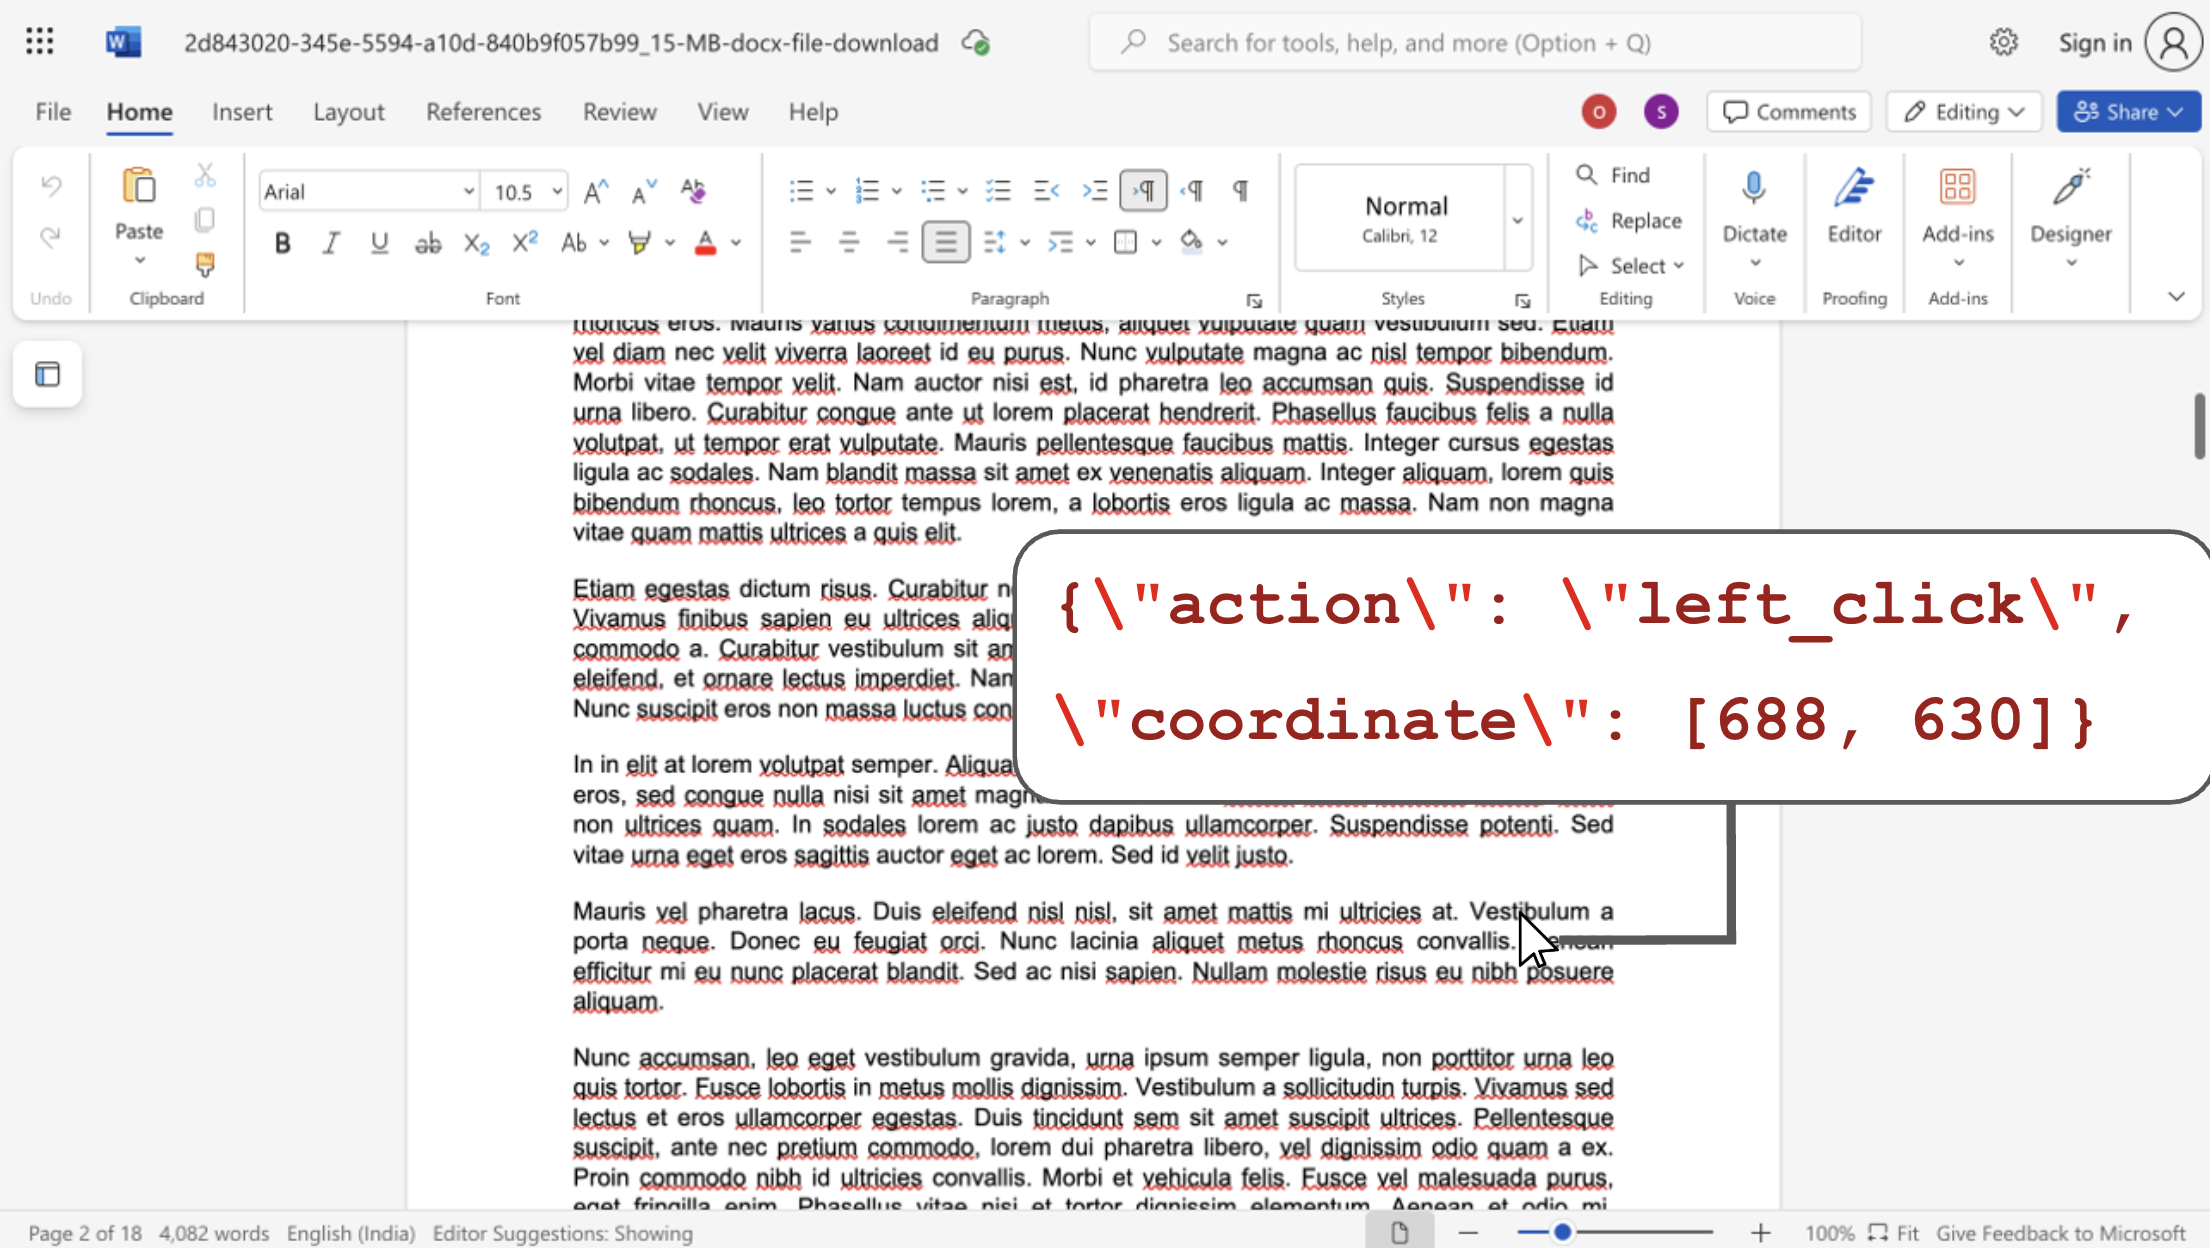 2d843020-345e-5594-a10d-840b9f057b99_15-MB-docx-file-download
Search for tools, help, and more (Option + Q)
Sign in
File Home Insert Layout References Review View Help
O S Comments Editing Share
Undo
Paste
Clipboard
Arial 10.5
Font
Paragraph
Normal
Calibri, 12
Styles
Find
Replace
Select
Editing
Dictate
Voice
Editor
Proofing
Add-ins
Add-ins
Designer
rhoncus eros. Mauris varius condimentum metus, aliquet vulputate quam vestibulum sed. Etiam
vel diam nec velit viverra laoreet id eu purus. Nunc vulputate magna ac nisl tempor bibendum.
Morbi vitae tempor velit. Nam auctor nisi est, id pharetra leo accumsan quis. Suspendisse id
urna libero. Curabitur congue ante ut lorem placerat hendrerit. Phasellus faucibus felis a nulla
volutpat, ut tempor erat vulputate. Mauris pellentesque faucibus mattis. Integer cursus egestas
ligula ac sodales. Nam blandit massa sit amet ex venenatis aliquam. Integer aliquam, lorem quis
bibendum rhoncus, leo tortor tempus lorem, a lobortis eros ligula ac massa. Nam non magna
vitae quam mattis ultrices a quis elit.
Etiam egestas dictum risus. Curabitur
Vivamus finibus sapien eu ultrices
commodo a. Curabitur vestibulum sit
eleifend, et ornare lectus imperdiet. Nam
Nunc suscipit eros non massa luctus
{\"action\": \"left_click\",
\"coordinate\": [688, 630]}
In in elit at lorem volutpat semper.
eros, sed congue nulla nisi sit amet
non ultrices quam. In sodales lorem ac justo dapibus ullamcorper. Suspendisse potenti. Sed
vitae urna eget eros sagittis auctor eget ac lorem. Sed id velit justo.
Mauris vel pharetra lacus. Duis eleifend nisl nisl, sit amet mattis mi ultricies at. Vestibulum a
porta neque. Donec eu feugiat orci. Nunc lacinia aliquet metus rhoncus convallis.
efficitur mi eu nunc placerat blandit. Sed ac nisi sapien. Nullam molestie risus eu nibh posuere
aliquam.
Nunc accumsan, leo eget vestibulum gravida, urna ipsum semper ligula, non porttitor urna leo
quis tortor. Fusce lobortis in metus mollis dignissim. Vestibulum a sollicitudin turpis. Vivamus sed
lectus et eros ullamcorper egestas. Duis tincidunt sem sit amet suscipit ultrices. Pellentesque
suscipit, ante nec pretium commodo, lorem dui pharetra libero, vel dignissim odio quam a ex.
Proin commodo nibh id ultricies convallis. Morbi et vehicula felis. Fusce vel malesuada purus,
eget fringilla enim. Phasellus vitae nisi et tortor dignissim elementum. Aenean et odio mi.
Page 2 of 18 4,082 words English (India) Editor Suggestions: Showing 100% Fit Give Feedback to Microsoft